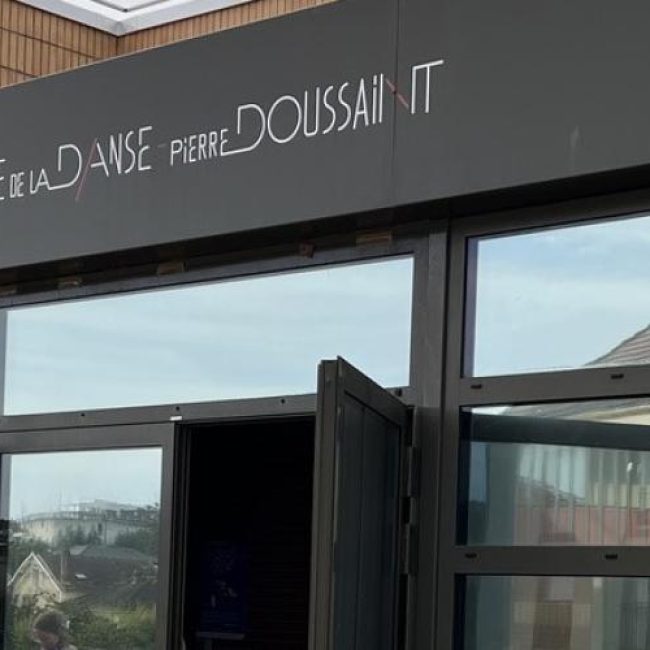 DE LA DANSE - PiERRE DOUSSAiNT